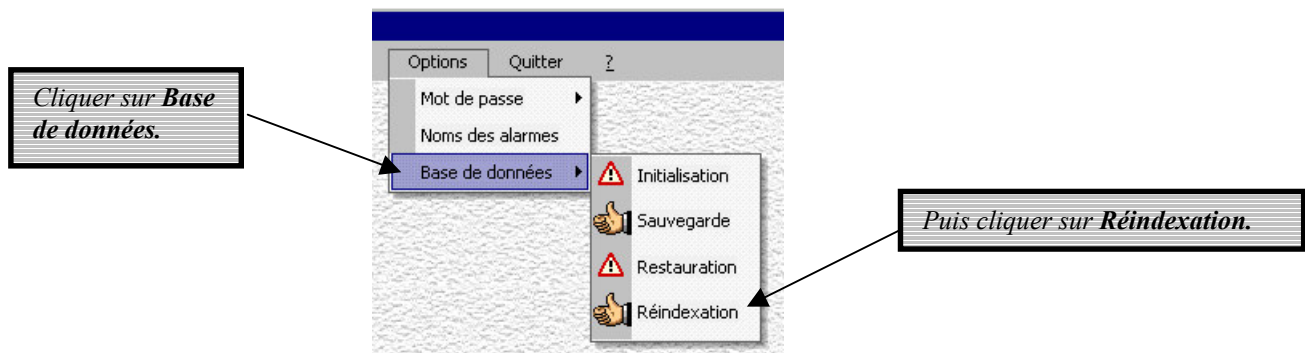 Options Quitter ?
Cliquer sur Base
de données.
Mot de passe
Noms des alarmes
Base de données
Initialisation
Sauvegarde
Puis cliquer sur Réindexation.
Restauration
Réindexation